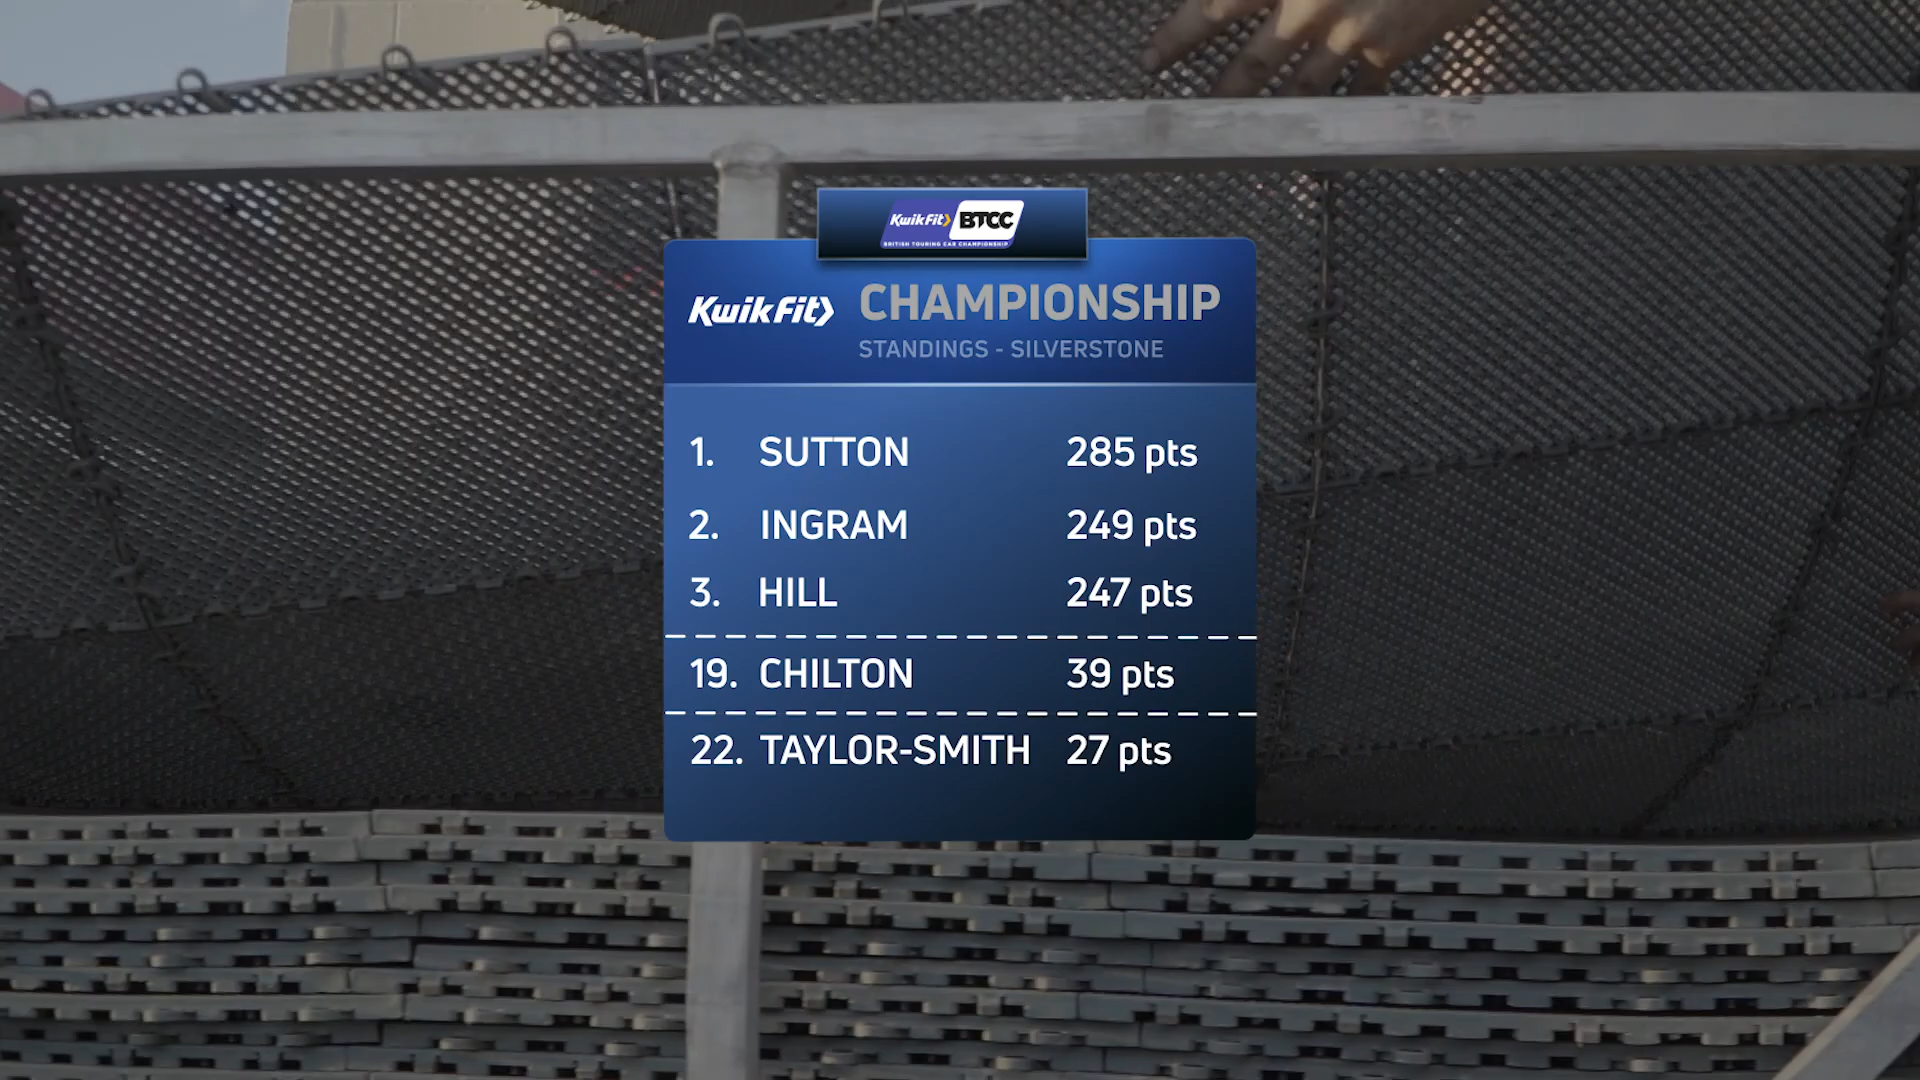 KwikFit BTCC
BRITISH TOURING CAR CHAMPIONSHIP
KwikFit CHAMPIONSHIP
STANDINGS - SILVERSTONE
1. SUTTON 285 pts
2. INGRAM 249 pts
3. HILL 247 pts
19. CHILTON 39 pts
22. TAYLOR-SMITH 27 pts